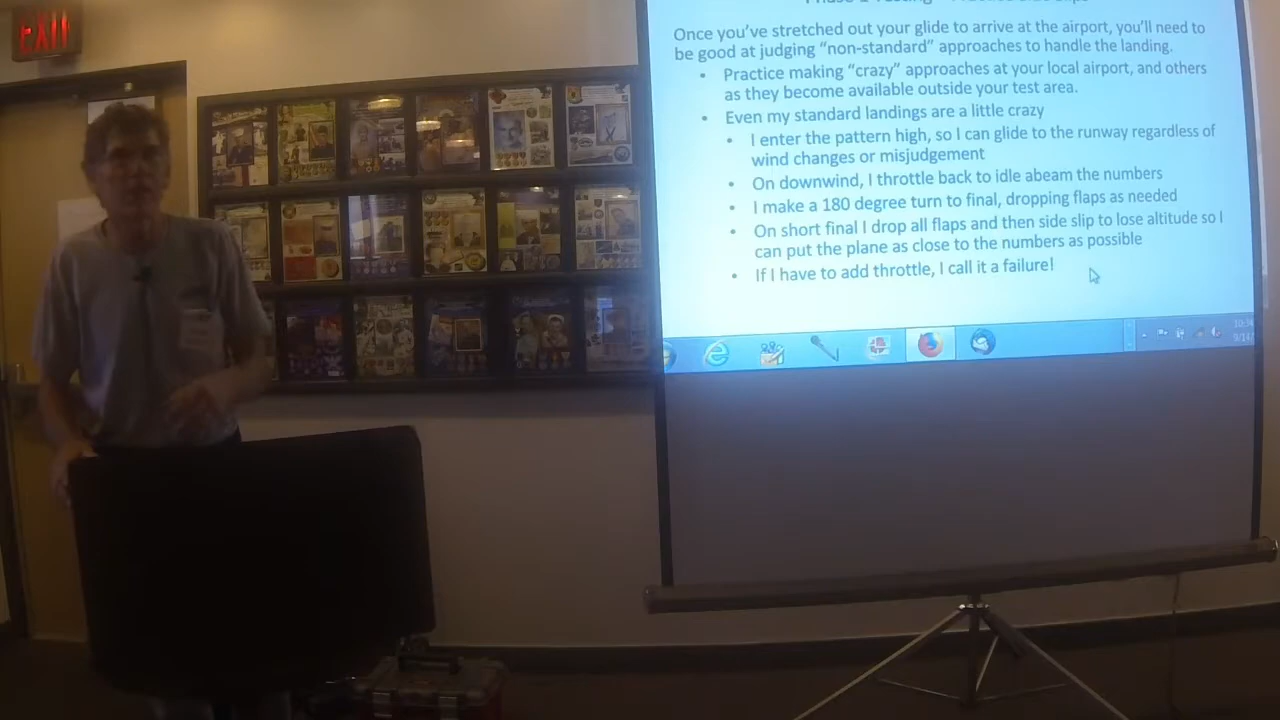 EXIT
Once you've stretched out your glide to arrive at the airport, you'll need to
be good at judging "non-standard" approaches to handle the landing.
• Practice making "crazy" approaches at your local airport, and others
as they become available outside your test area.
• Even my standard landings are a little crazy
• I enter the pattern high, so I can glide to the runway regardless of
wind changes or misjudgement
• On downwind, I throttle back to idle abeam the numbers
• I make a 180 degree turn to final, dropping flaps as needed
• On short final I drop all flaps and then side slip to lose altitude so I
can put the plane as close to the numbers as possible
• If I have to add throttle, I call it a failure!